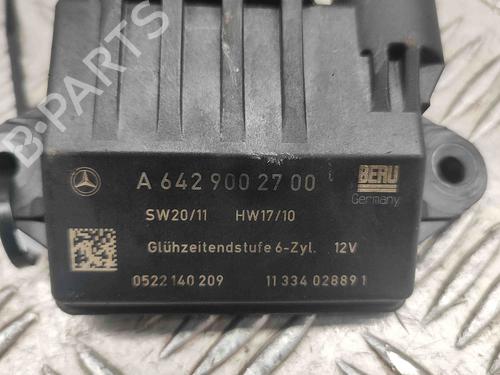 B-PARTS
A 642 900 27 00
BERU
Germany
SW20/11 HW17/10
Glühzeitendstufe 6-Zyl. 12V
0522 140 209 11 334 02889 1